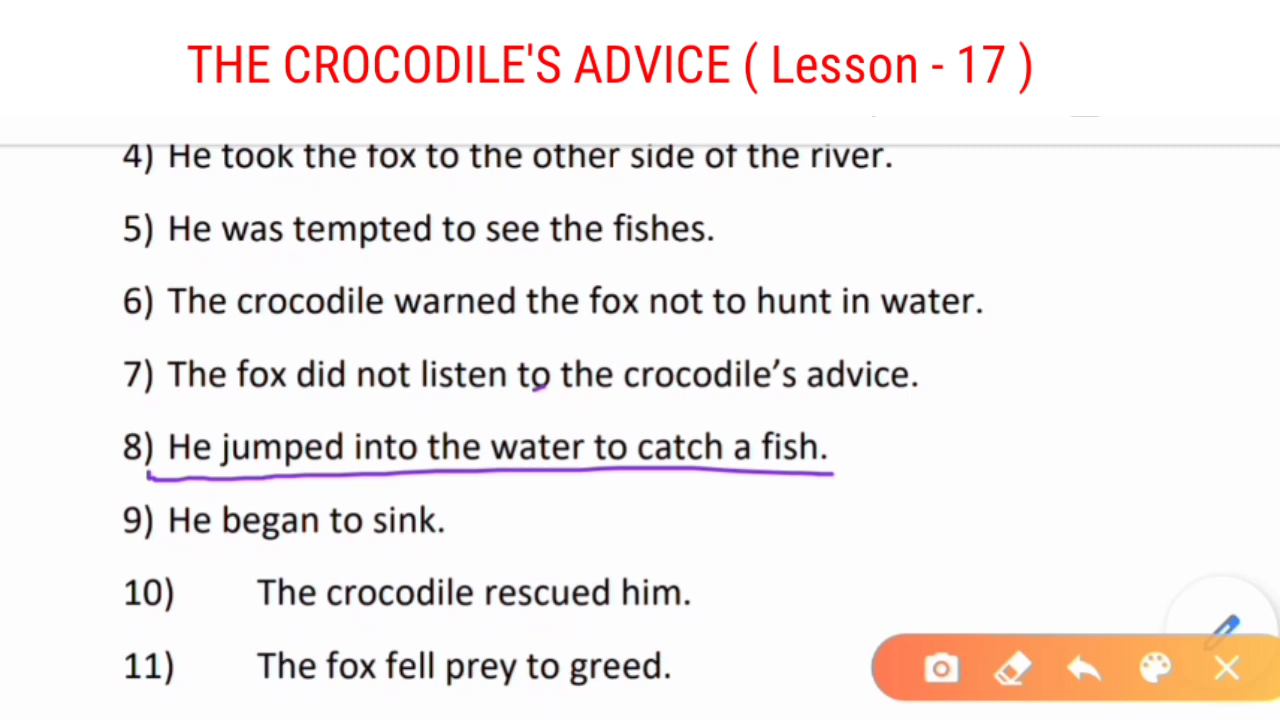 THE CROCODILE'S ADVICE ( Lesson - 17 )
4) He took the fox to the other side of the river.
5) He was tempted to see the fishes.
6) The crocodile warned the fox not to hunt in water.
7) The fox did not listen to the crocodile’s advice.
8) He jumped into the water to catch a fish.
9) He began to sink.
10) The crocodile rescued him.
11) The fox fell prey to greed.